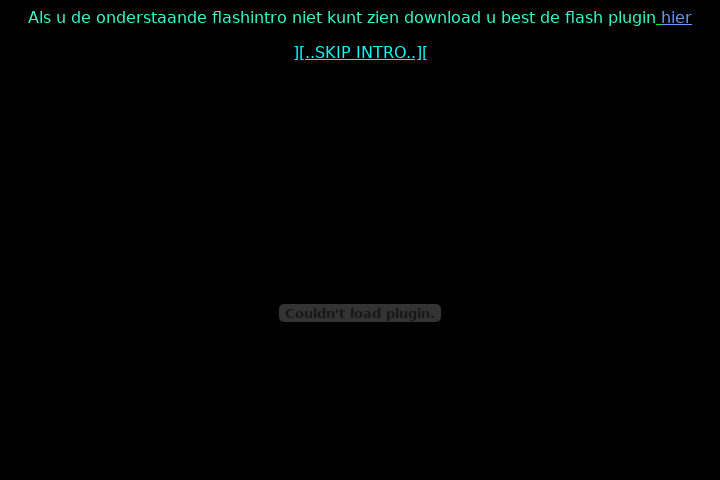 Als u de onderstaande flashintro niet kunt zien download u best de flash plugin hier
][..SKIP INTRO..][
Couldn't load plugin.